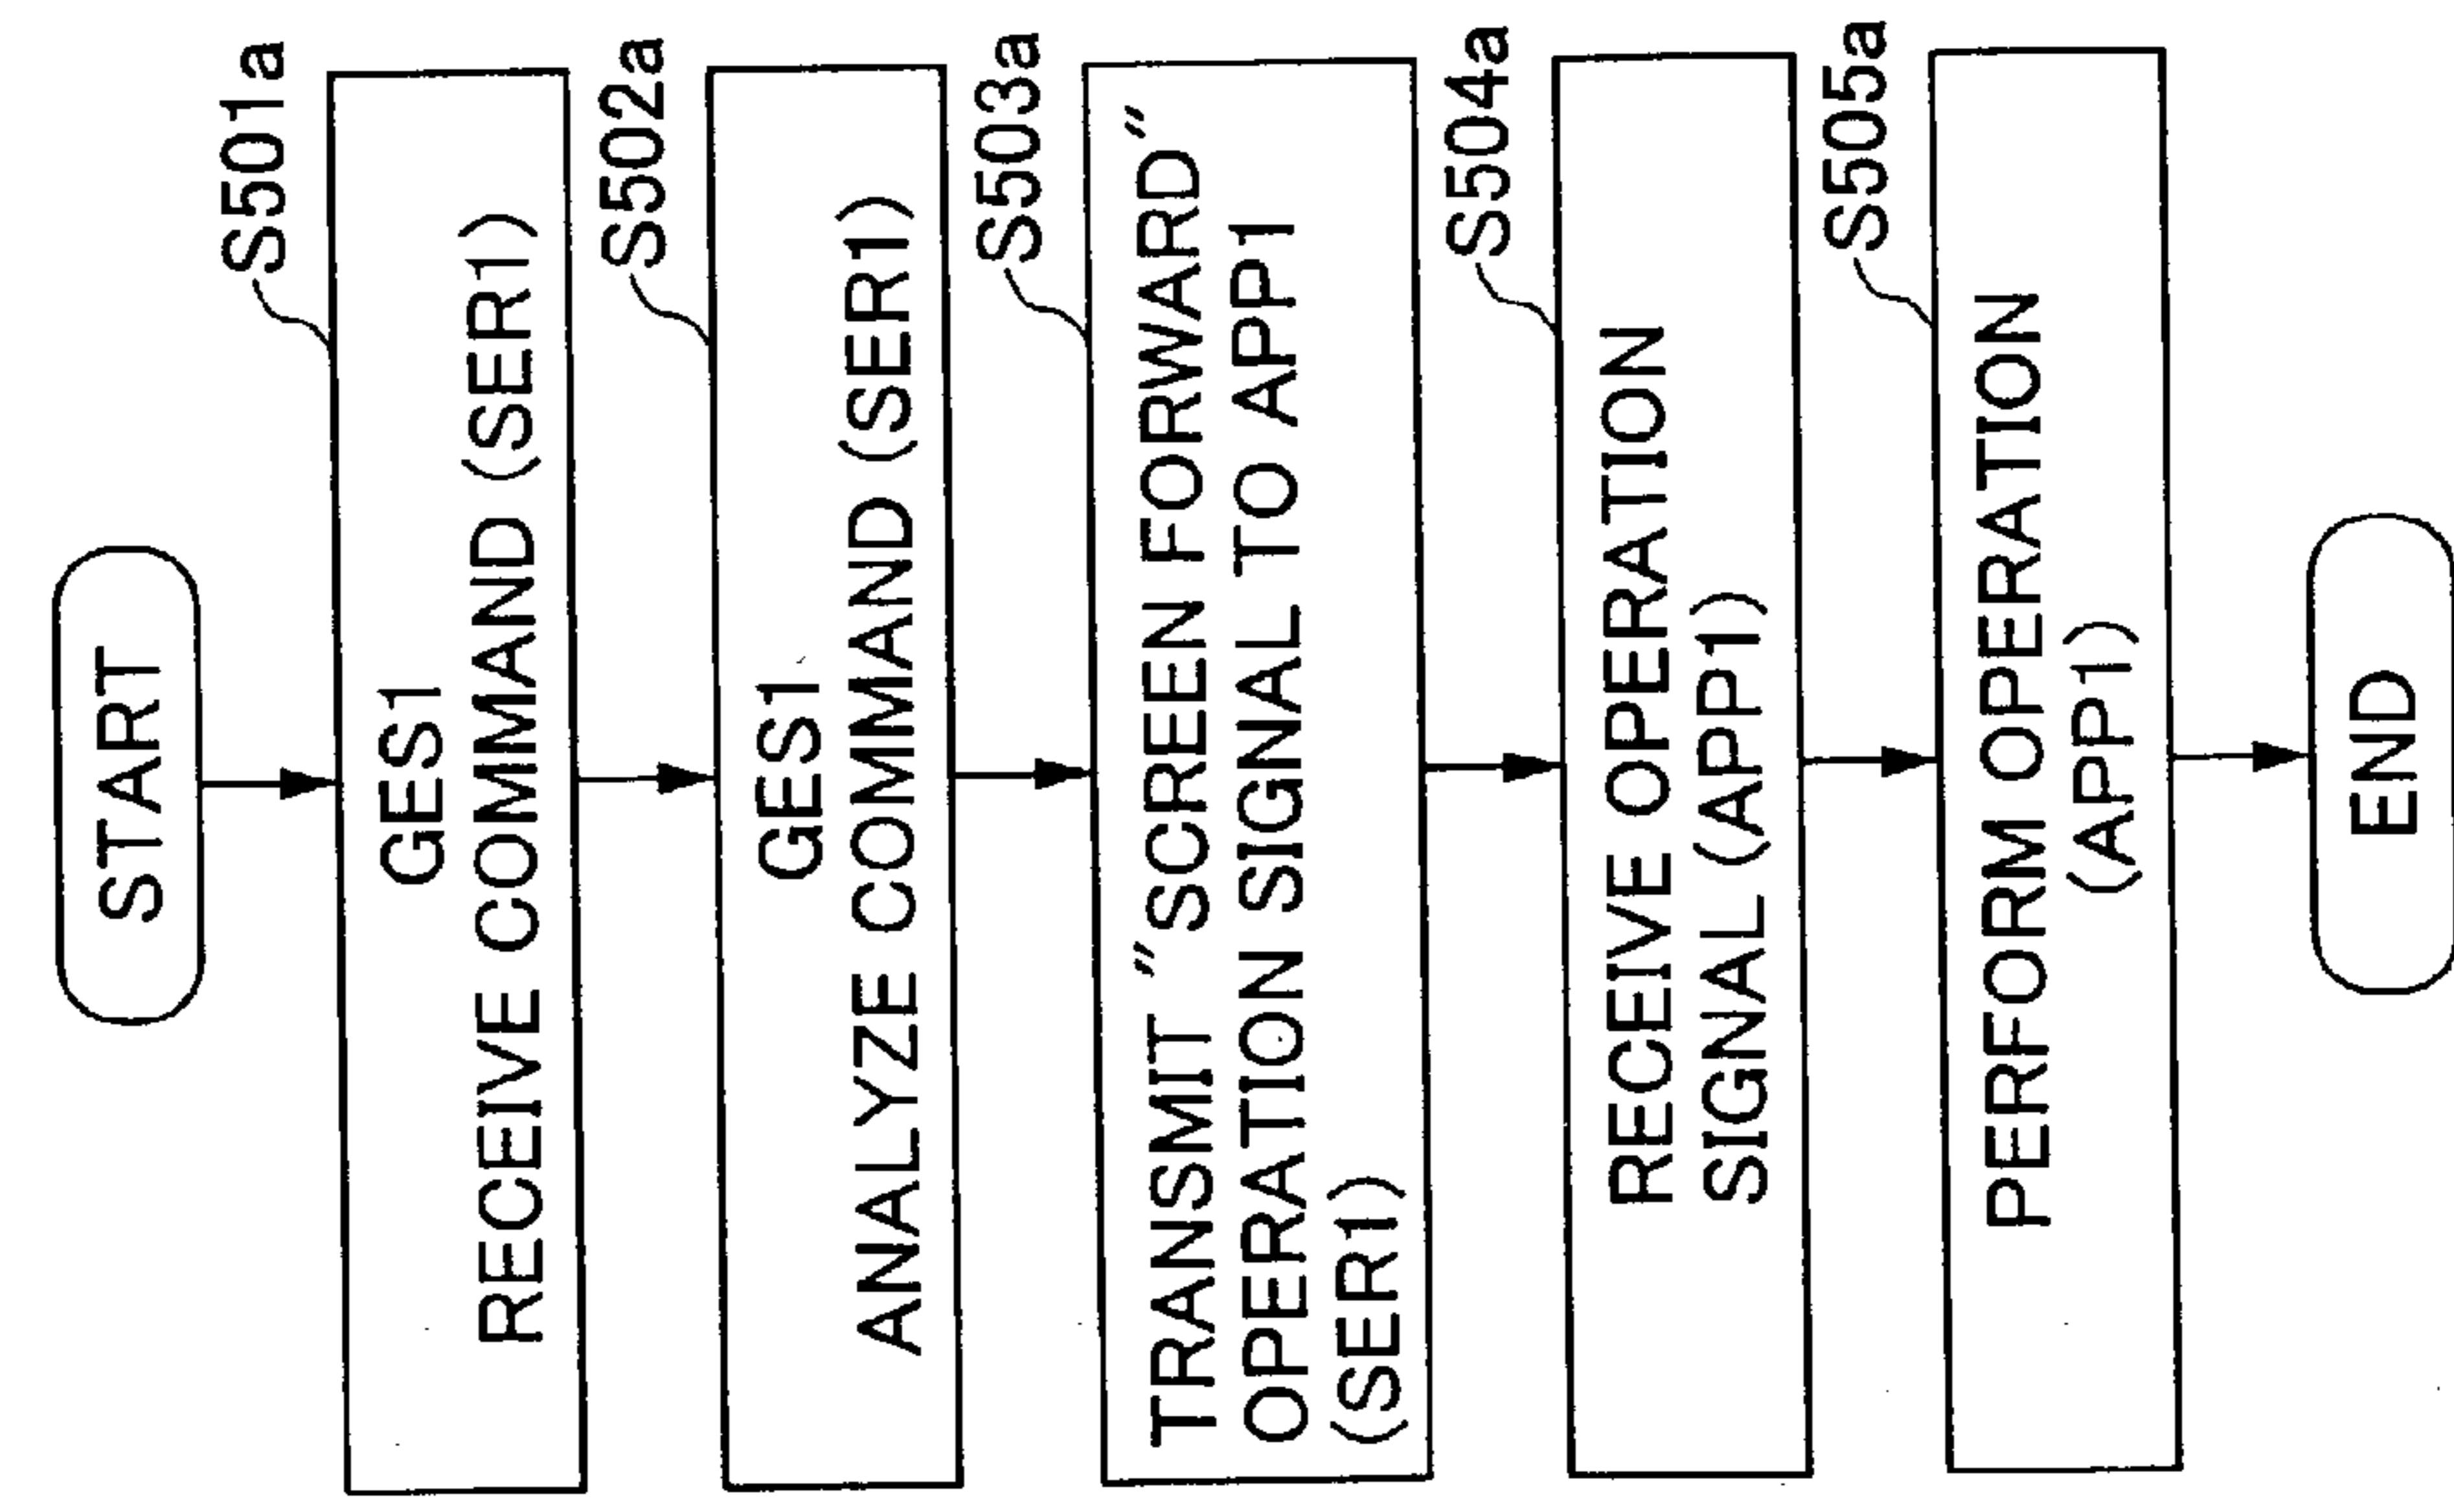 START
S501a
GES1
RECEIVE COMMAND (SER1)
S502a
GES1
ANALYZE COMMAND (SER1)
S503a
TRANSMIT "SCREEN FORWARD"
OPERATION SIGNAL TO APP1
(SER1)
S504a
RECEIVE OPERATION
SIGNAL (APP1)
S505a
PERFORM OPERATION
(APP1)
END